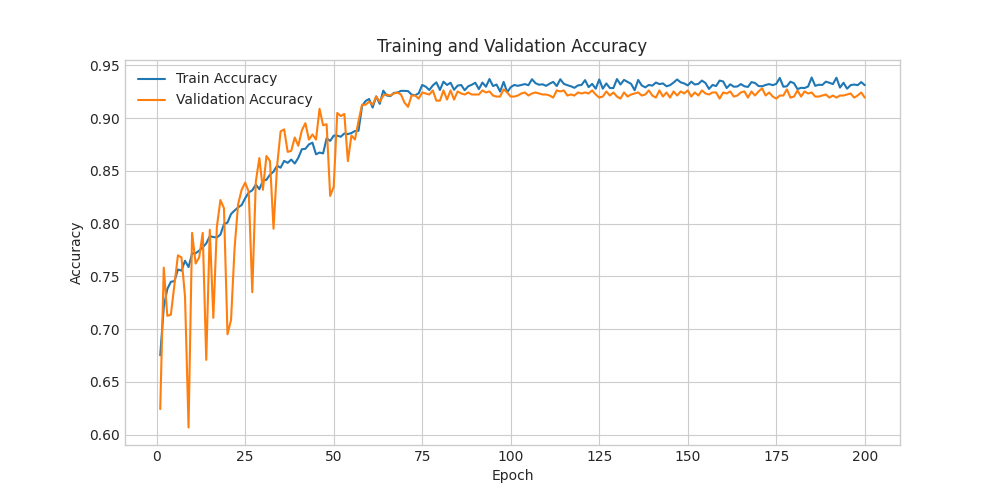 Training and Validation Accuracy
Train Accuracy
Validation Accuracy
Accuracy
0.95
0.90
0.85
0.80
0.75
0.70
0.65
0.60
0 25 50 75 100 125 150 175 200
Epoch